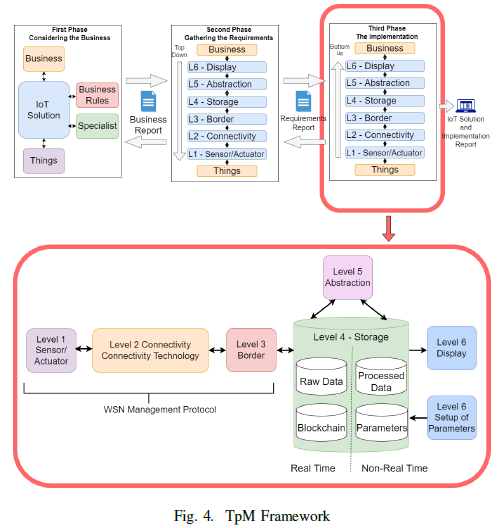 First Phase
Considering the Business
Business
IoT
Solution
Business
Rules
Specialist
Things
Business
Report
Second Phase
Gathering the Requirements
Top
Down
Business
L6 - Display
L5 - Abstraction
L4 - Storage
L3 - Border
L2 - Connectivity
L1 - Sensor/Actuator
Things
Requirements
Report
Third Phase
The Implementation
Bottom
up
Business
L6 - Display
L5 - Abstraction
L4 - Storage
L3 - Border
L2 - Connectivity
L1 - Sensor/Actuator
Things
IoT Solution
and
Implementation
Report
Level 5
Abstraction
Level 1
Sensor/
Actuator
Level 2 Connectivity
Connectivity Technology
Level 3
Border
WSN Management Protocol
Level 4 - Storage
Raw Data
Processed
Data
Blockchain
Parameters
Real Time
Non-Real Time
Level 6
Display
Level 6
Setup of
Parameters
Fig. 4. TpM Framework